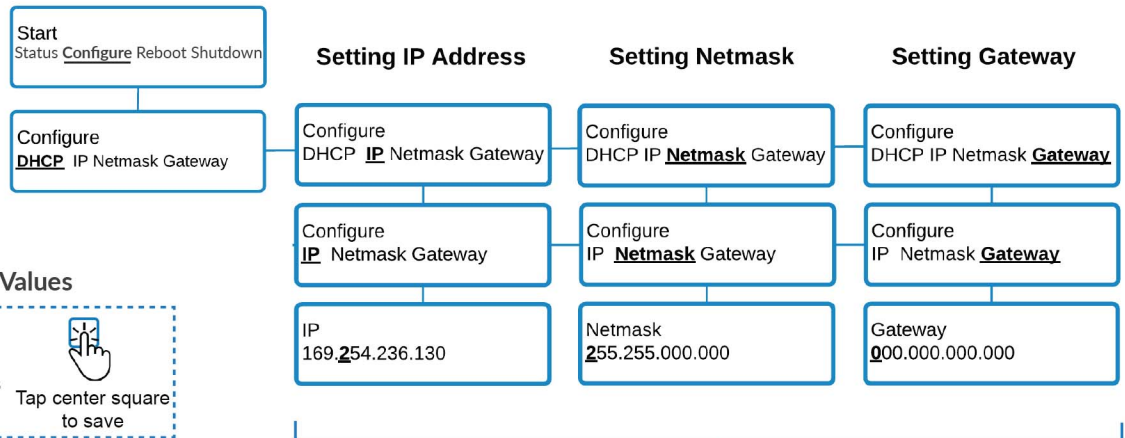 Start
Status Configure Reboot Shutdown
Configure
DHCP IP Netmask Gateway
Setting IP Address
Setting Netmask
Setting Gateway
Configure
DHCP IP Netmask Gateway
Configure
DHCP IP Netmask Gateway
Configure
DHCP IP Netmask Gateway
Configure
IP Netmask Gateway
Configure
IP Netmask Gateway
Configure
IP Netmask Gateway
IP
169.254.236.130
Netmask
255.255.000.000
Gateway
000.000.000.000
Values
Tap center square
to save